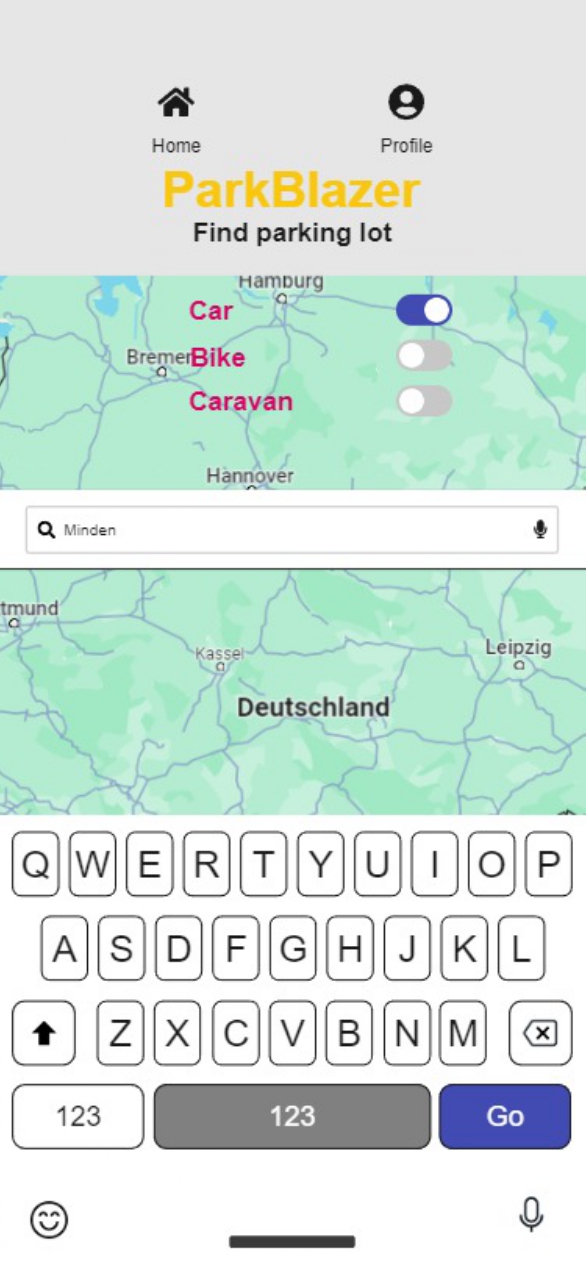 Home Profile
ParkBlazer
Find parking lot
Hamburg
Car
Bremen
Bike
Caravan
Hannover
Minden
tmund
Kassel
Leipzig
Deutschland
Q W E R T Y U I O P
A S D F G H J K L
Z X C V B N M
123 123 Go